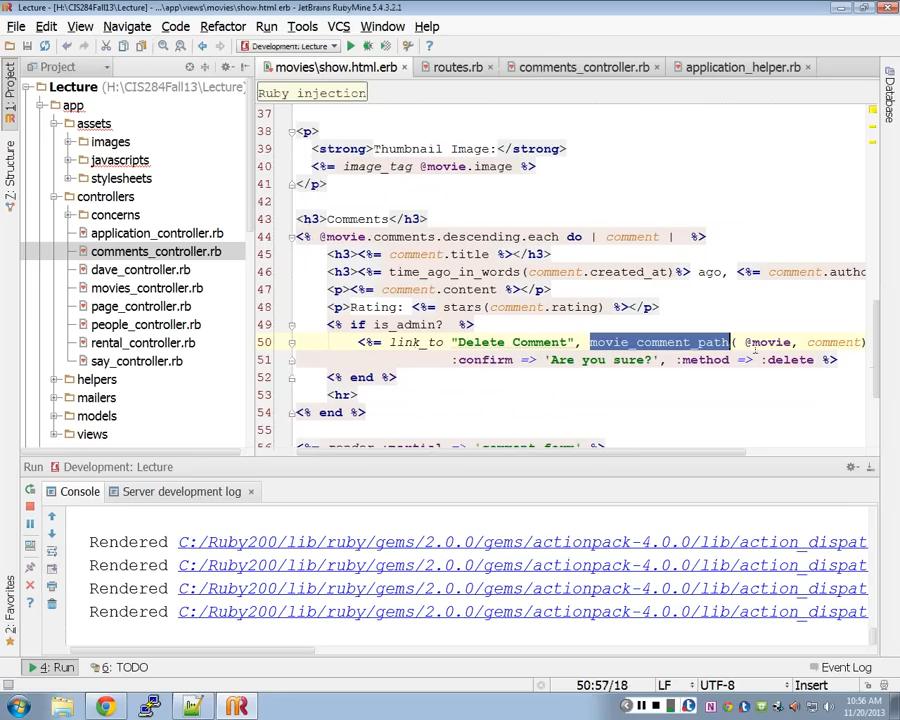 Lecture - [H:\CIS284Fall13\Lecture] - ...\app\views\movies\show.html.erb - JetBrains RubyMine 5.4.3.2.1
File Edit View Navigate Code Refactor Run Tools VCS Window Help
Development: Lecture
1: Project
Z: Structure
2: Favorites
Project
Lecture (H:\CIS284Fall13\Lecture)
app
assets
images
javascripts
stylesheets
controllers
concerns
application_controller.rb
comments_controller.rb
dave_controller.rb
movies_controller.rb
page_controller.rb
people_controller.rb
rental_controller.rb
say_controller.rb
helpers
mailers
models
views
movies\show.html.erb × routes.rb × comments_controller.rb × application_helper.rb ×
Ruby injection
37
38 <p>
39 <strong>Thumbnail Image:</strong>
40 <%= image_tag @movie.image %>
41 </p>
42
43 <h3>Comments</h3>
44 <% @movie.comments.descending.each do | comment | %>
45 <h3><%= comment.title %></h3>
46 <h3><%= time_ago_in_words(comment.created_at)%> ago, <%= comment.autho
47 <p><%= comment.content %></p>
48 <p>Rating: <%= stars(comment.rating) %></p>
49 <% if is_admin? %>
50 <%= link_to "Delete Comment", movie_comment_path( @movie, comment)
51 :confirm => 'Are you sure?', :method => :delete %>
52 <% end %>
53 <hr>
54 <% end %>
55
56 <%= render :partial => 'comment_form' %>
Database
Run Development: Lecture
Console Server development log ×
Rendered C:/Ruby200/lib/ruby/gems/2.0.0/gems/actionpack-4.0.0/lib/action_dispat
Rendered C:/Ruby200/lib/ruby/gems/2.0.0/gems/actionpack-4.0.0/lib/action_dispat
Rendered C:/Ruby200/lib/ruby/gems/2.0.0/gems/actionpack-4.0.0/lib/action_dispat
Rendered C:/Ruby200/lib/ruby/gems/2.0.0/gems/actionpack-4.0.0/lib/action_dispat
4: Run 6: TODO Event Log
50:57/18 LF UTF-8 Insert
10:56 AM
11/20/2013